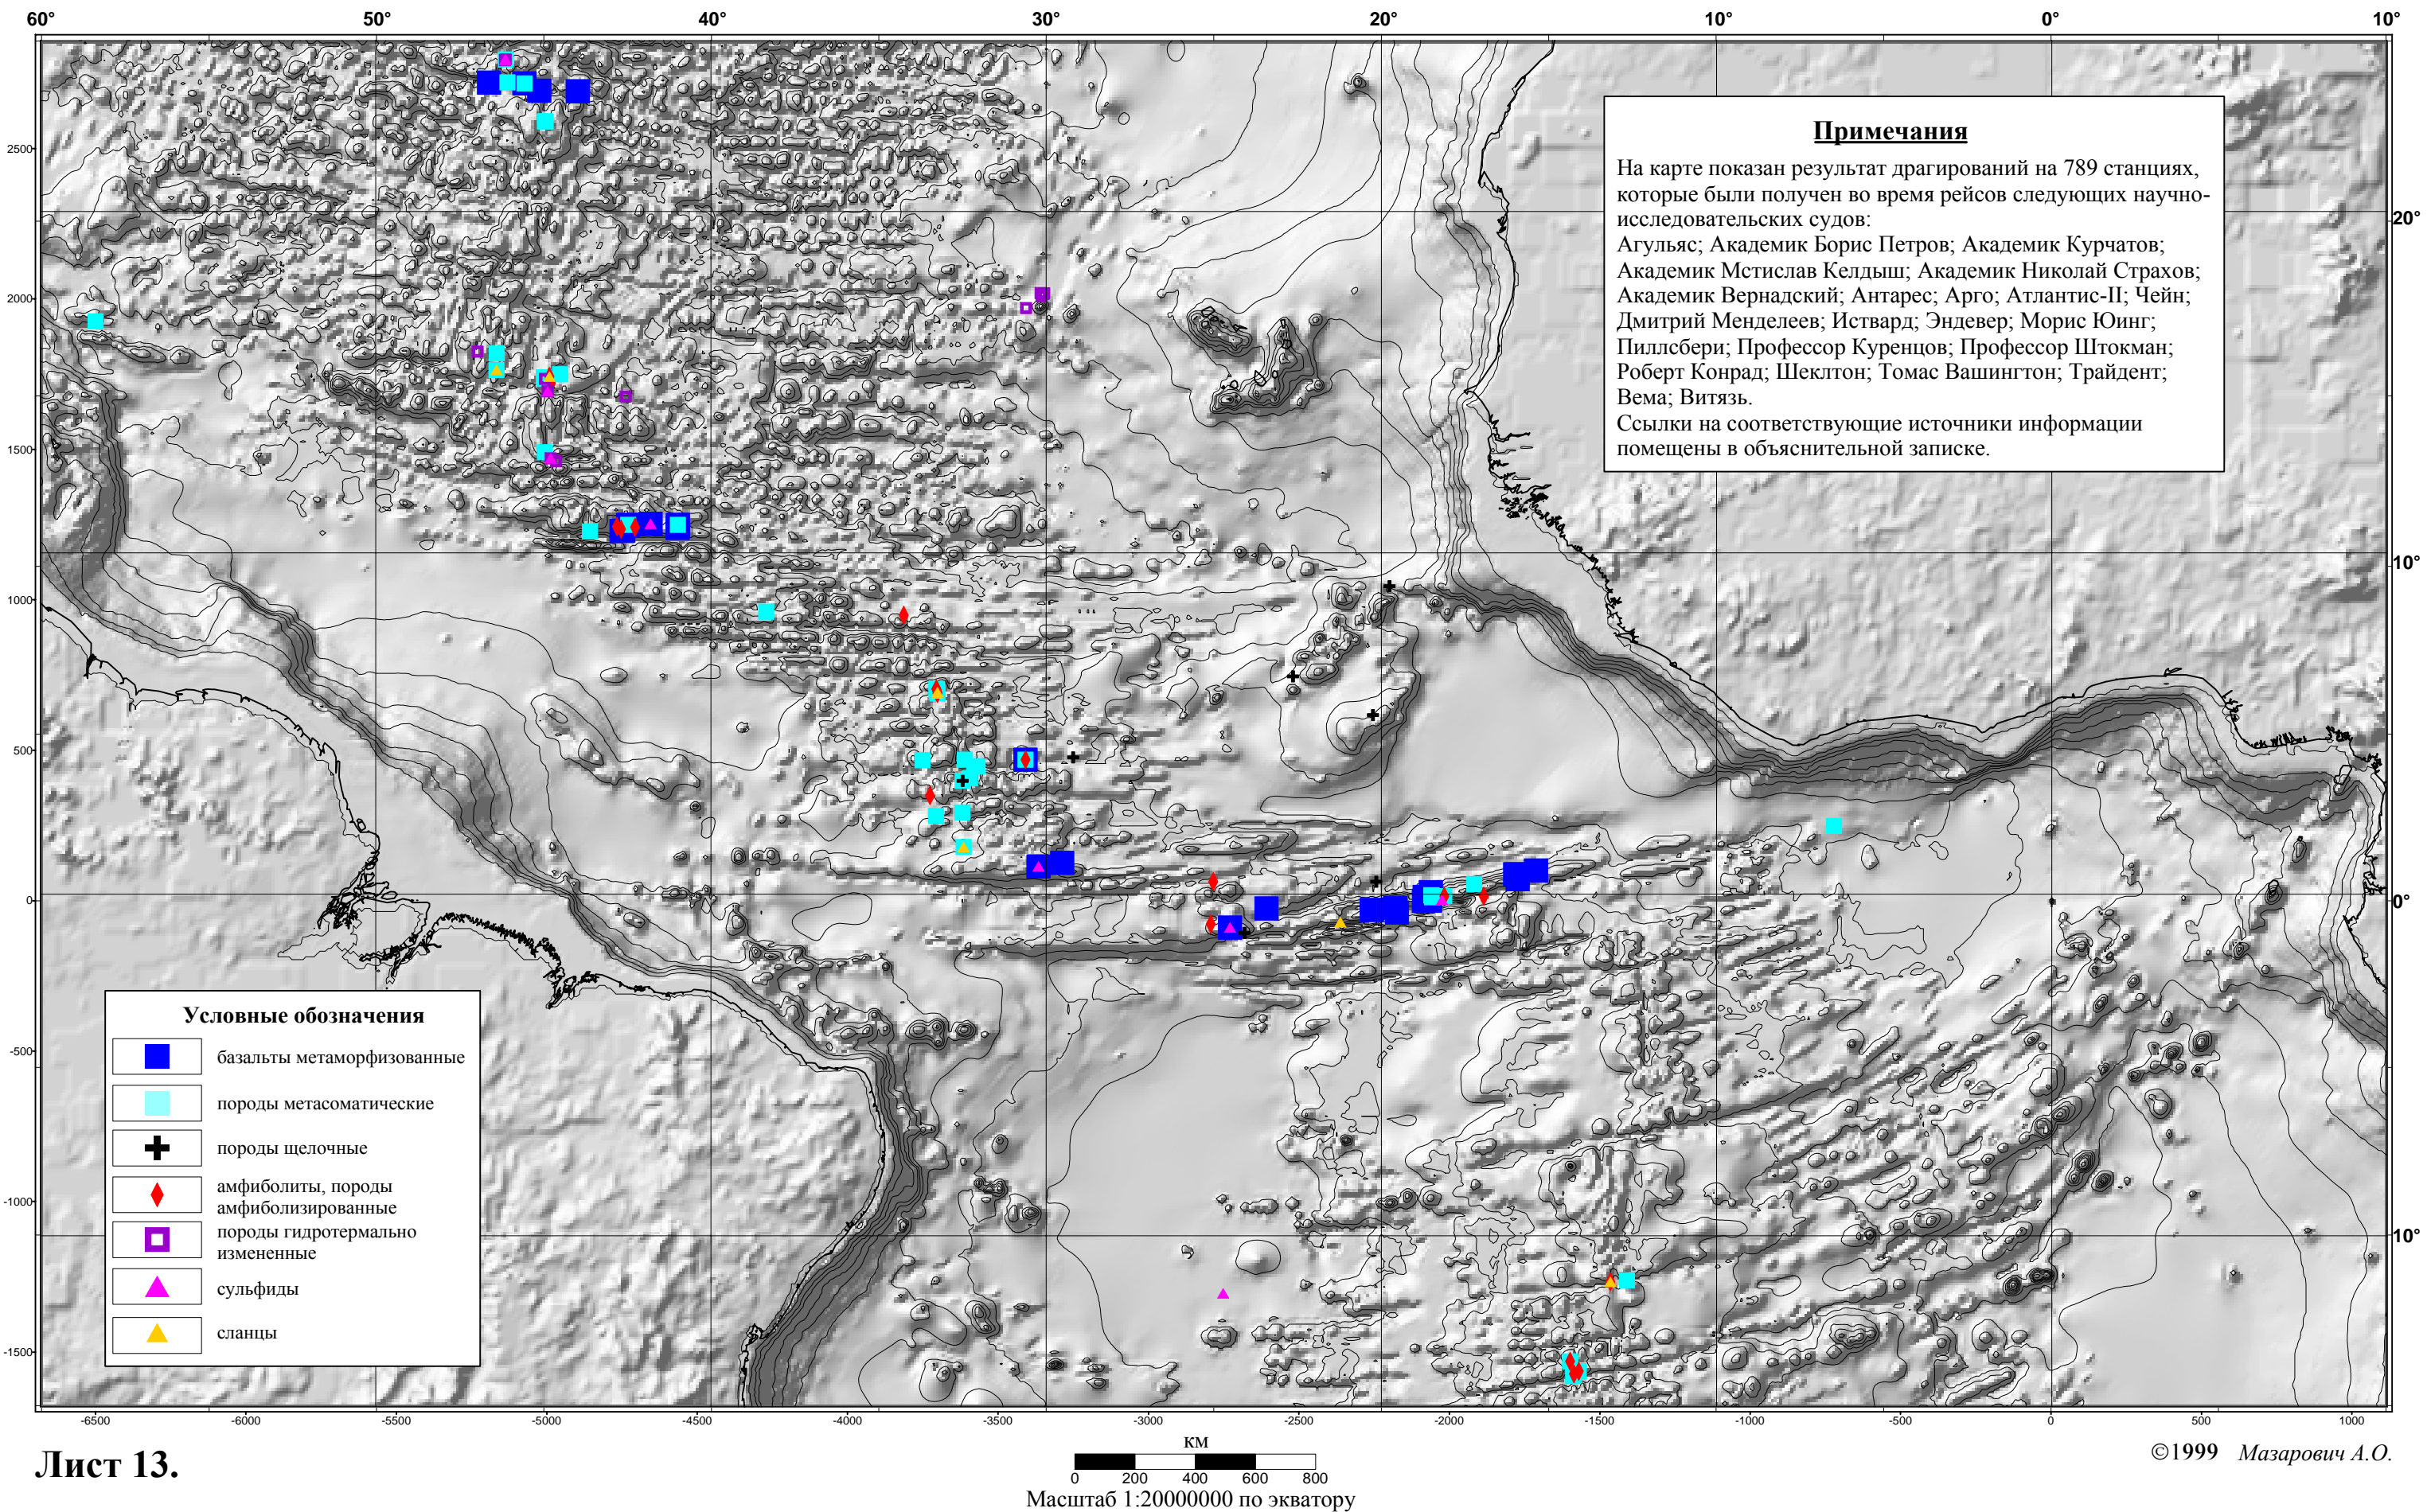 60°
50°
40°
30°
20°
10°
0°
10°
Примечания
На карте показан результат драгирований на 789 станциях,
которые были получен во время рейсов следующих научно-
исследовательских судов:
Агульяс; Академик Борис Петров; Академик Курчатов;
Академик Мстислав Келдыш; Академик Николай Страхов;
Академик Вернадский; Антарес; Арго; Атлантис-II; Чейн;
Дмитрий Менделеев; Иствард; Эндевер; Морис Юинг;
Пиллсбери; Профессор Куренцов; Профессор Штокман;
Роберт Конрад; Шеклтон; Томас Вашингтон; Трайдент;
Вема; Витязь.
Ссылки на соответствующие источники информации
помещены в объяснительной записке.
2500
2000
1500
1000
500
0
-500
-1000
-1500
20°
10°
0°
10°
Условные обозначения
базальты метаморфизованные
породы метасоматические
породы щелочные
амфиболиты, породы
амфиболизированные
породы гидротермально
измененные
сульфиды
сланцы
-6500
-6000
-5500
-5000
-4500
-4000
-3500
-3000
-2500
-2000
-1500
-1000
-500
0
500
1000
Лист 13.
км
0 200 400 600 800
Масштаб 1:20000000 по экватору
©1999 Мазарович А.О.